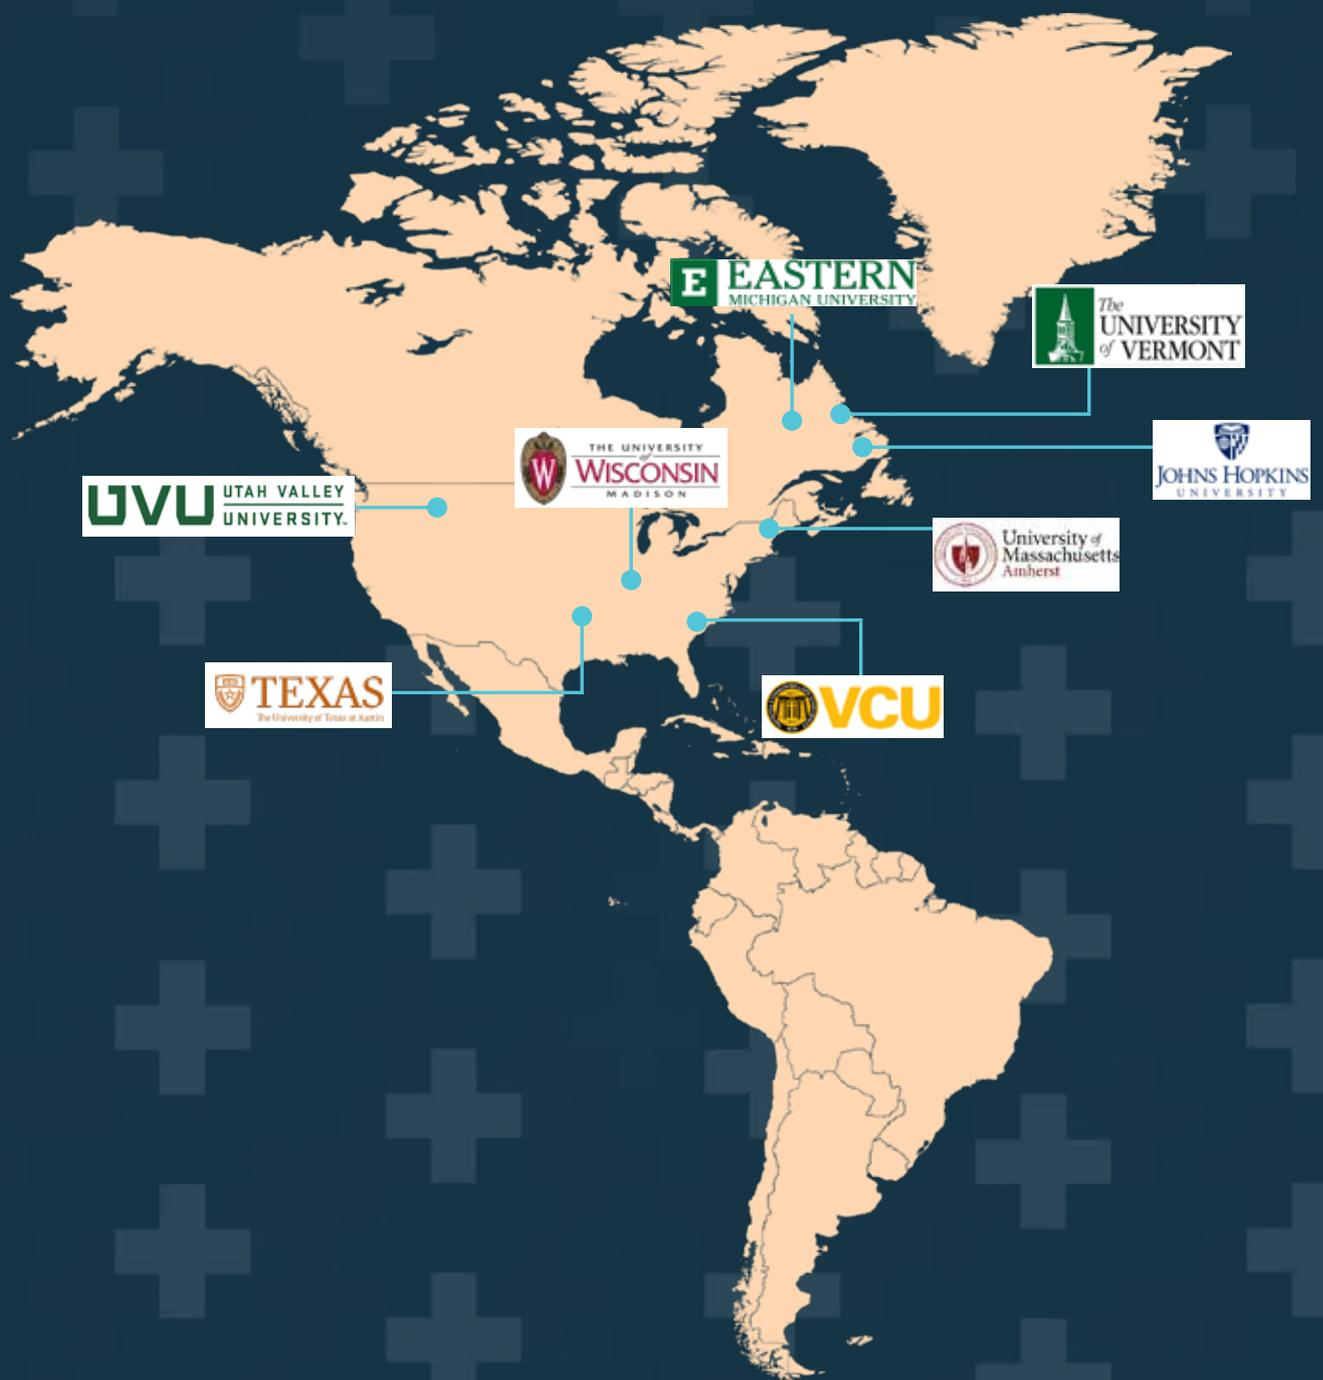 E EASTERN
MICHIGAN UNIVERSITY
The
UNIVERSITY
of VERMONT
JOHNS HOPKINS
UNIVERSITY
THE UNIVERSITY
of
W WISCONSIN
MADISON
UVU UTAH VALLEY
UNIVERSITY™
University of
Massachusetts
Amherst
TEXAS
The University of Texas at Austin
VCU